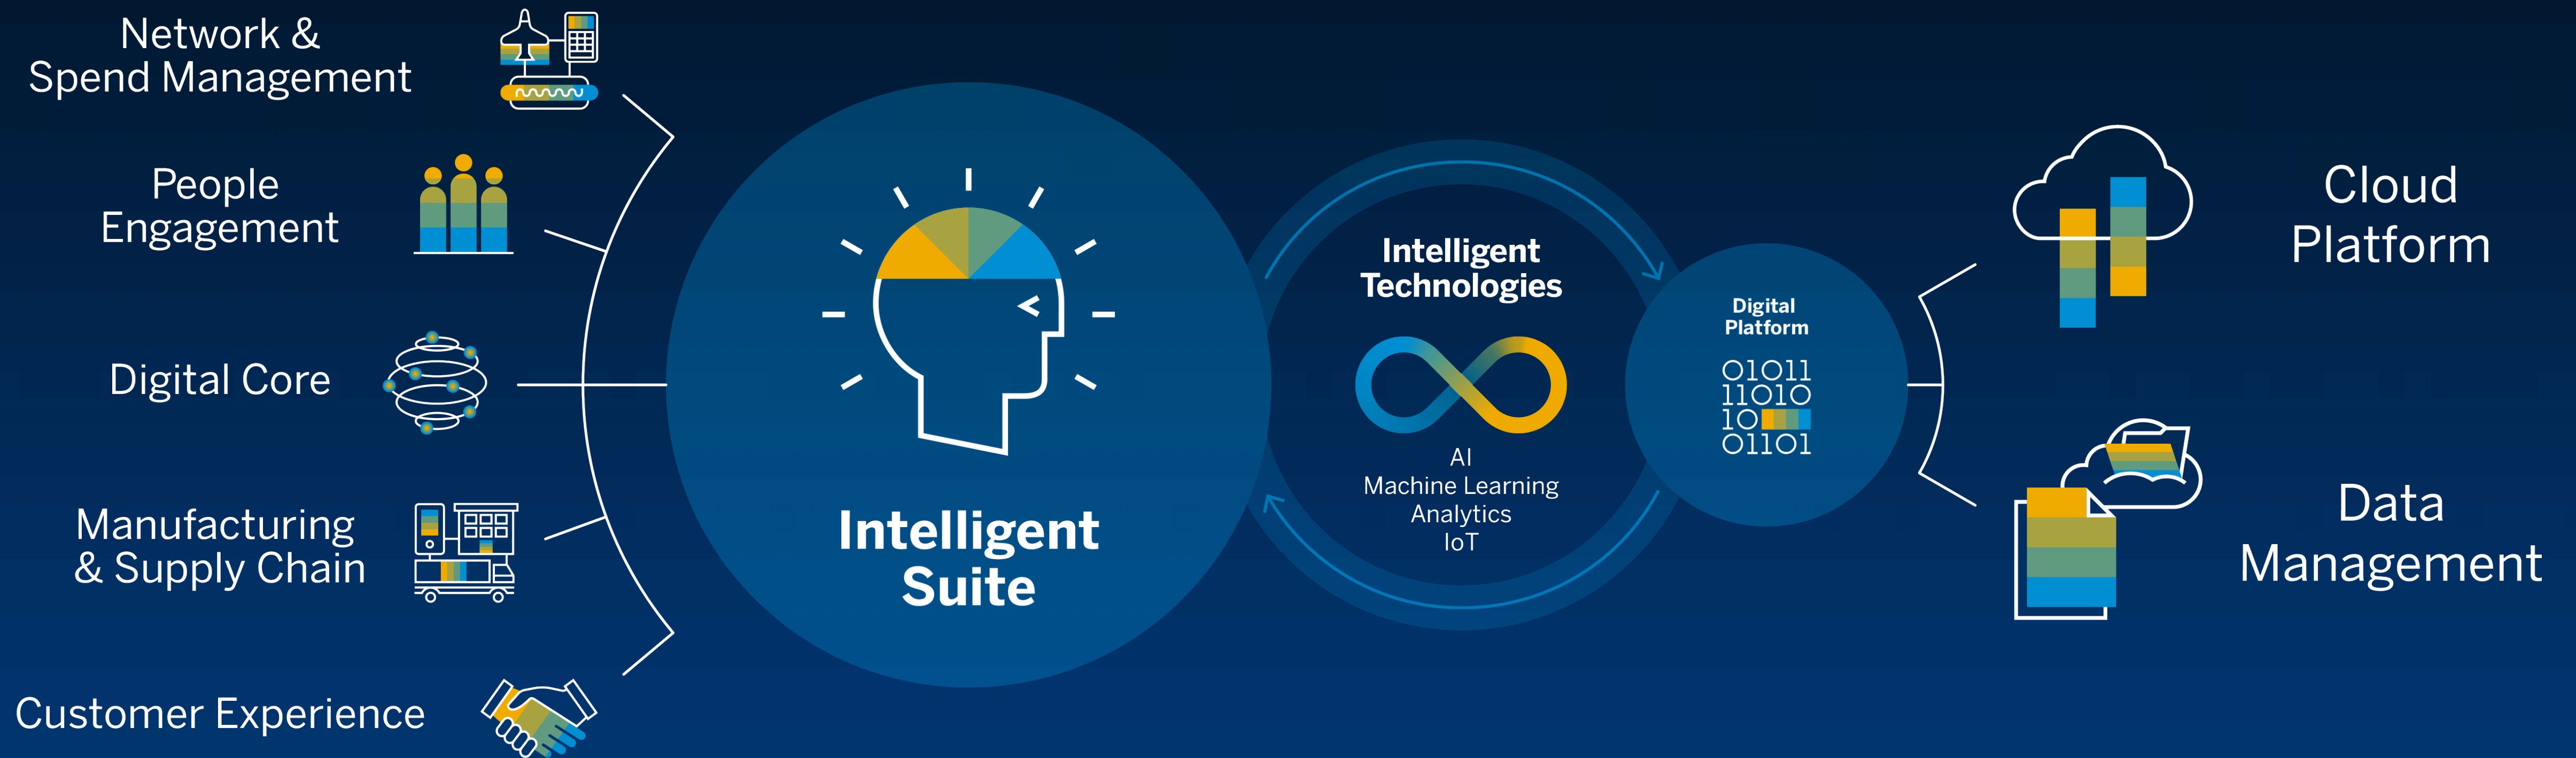 Network &
Spend Management
People
Engagement
Digital Core
Manufacturing
& Supply Chain
Customer Experience
Intelligent
Suite
Intelligent
Technologies
AI
Machine Learning
Analytics
IoT
Digital
Platform
01011
11010
10
01101
Cloud
Platform
Data
Management